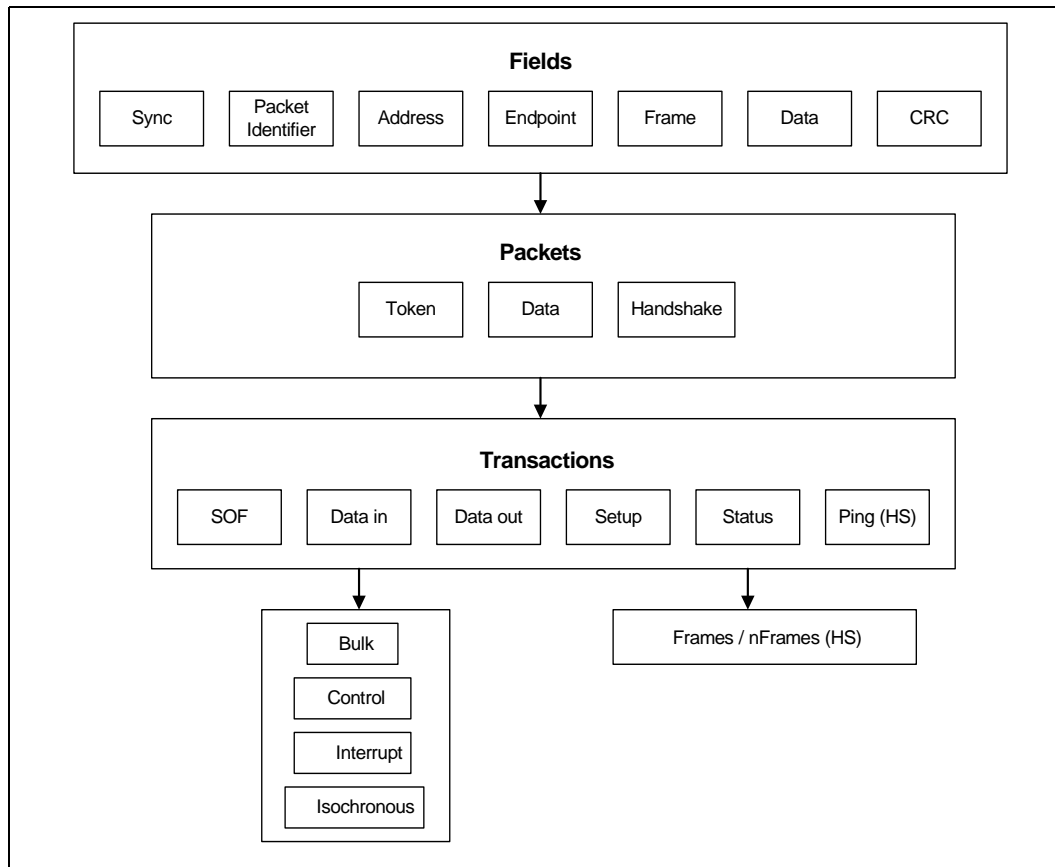 Fields
Sync
Packet
Identifier
Address
Endpoint
Frame
Data
CRC
Packets
Token
Data
Handshake
Transactions
SOF
Data in
Data out
Setup
Status
Ping (HS)
Bulk
Control
Interrupt
Isochronous
Frames / nFrames (HS)